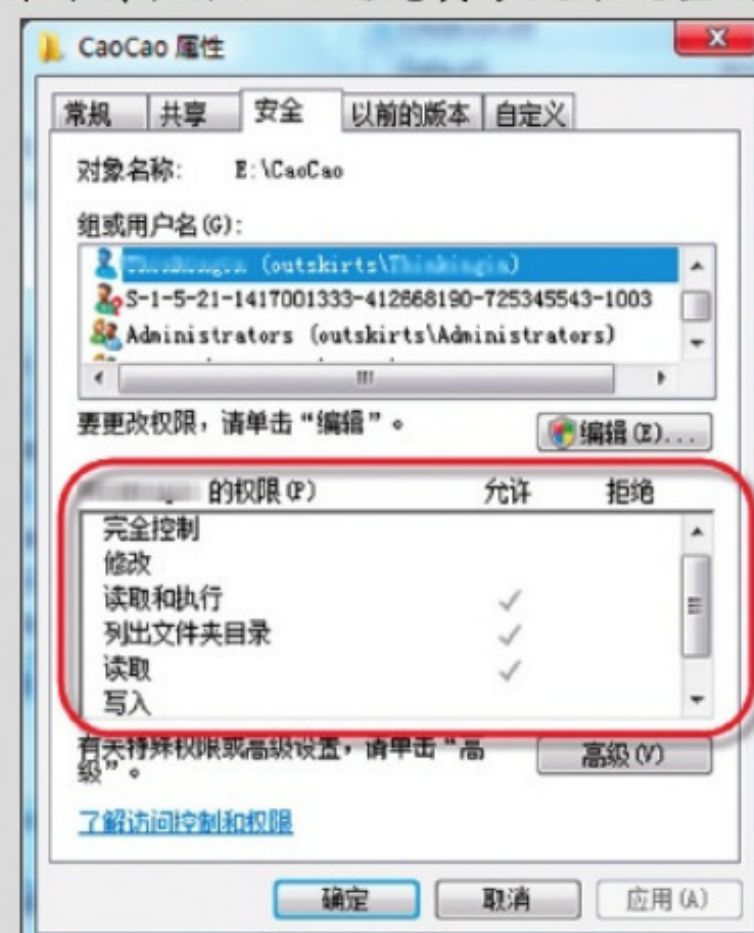 CaoCao 属性
常规 共享 安全 以前的版本 自定义
对象名称: E:\CaoCao
组或用户名(G):
(outskirts\Thinkingin)
S-1-5-21-1417001333-412668190-725345543-1003
Administrators (outskirts\Administrators)
要更改权限，请单击“编辑”。 编辑(E)...
的权限(P) 允许 拒绝
完全控制
修改
读取和执行
列出文件夹目录
读取
写入
有关特殊权限或高级设置，请单击“高 高级(V)
级”。
了解访问控制和权限
确定 取消 应用(A)